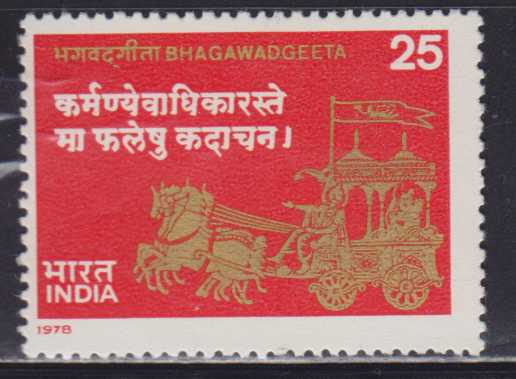 भगवद्‌गीता BHAGAWADGEETA
25
कर्मण्येवाधिकारस्ते
मा फलेषु कदाचन।
भारत
INDIA
1978